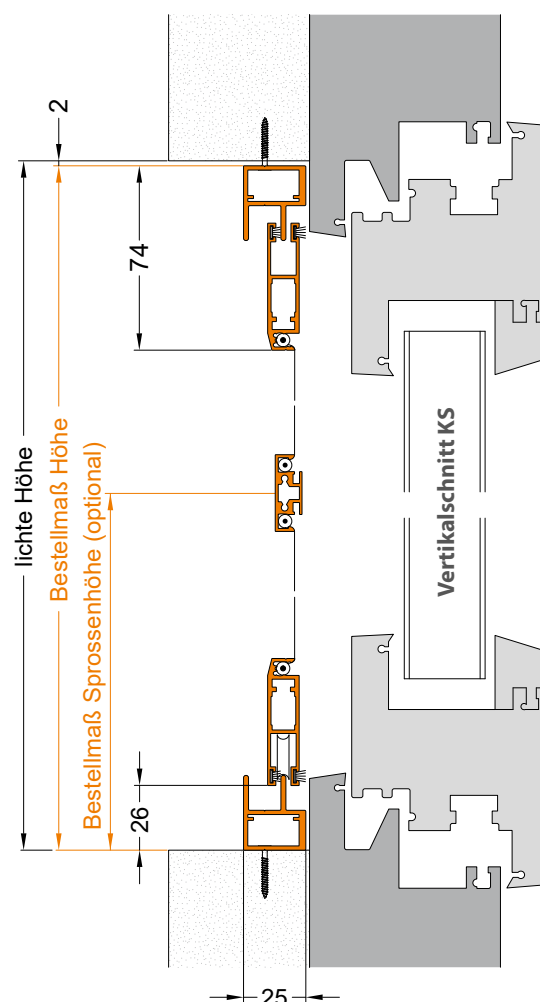 2
74
lichte Höhe
Bestellmaß Höhe
Bestellmaß Sprossenhöhe (optional)
Vertikalschnitt KS
26
25